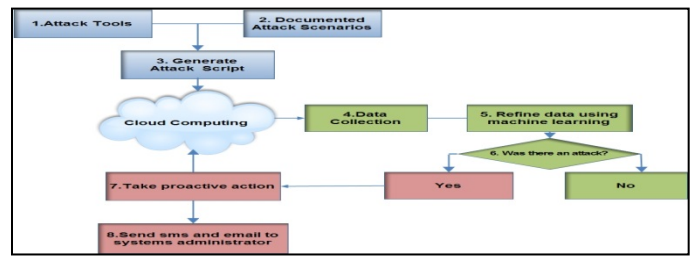 1.Attack Tools
2. Documented
Attack Scenarios
3. Generate
Attack Script
Cloud Computing
4.Data
Collection
5. Refine data using
machine learning
6. Was there an attack?
7.Take proactive action
Yes
No
8.Send sms and email to
systems administrator